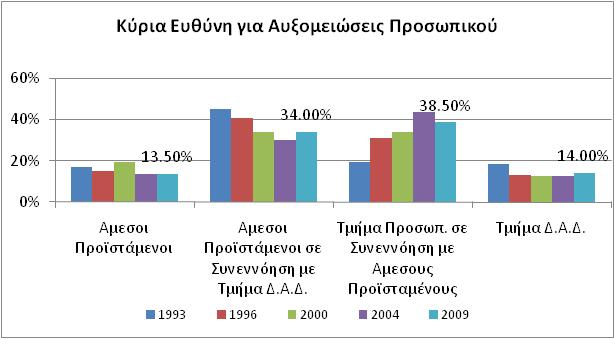 Κύρια Ευθύνη για Αυξομειώσεις Προσωπικού
60%
40%
20%
0%
13.50%
34.00%
38.50%
14.00%
Αμεσοι
Προϊστάμενοι
Αμεσοι
Προϊστάμενοι σε
Συνεννόηση με
Τμήμα Δ.Α.Δ.
Τμήμα Προσωπ. σε
Συνεννόηση με
Αμεσους
Προϊσταμένους
Τμήμα Δ.Α.Δ.
1993 1996 2000 2004 2009